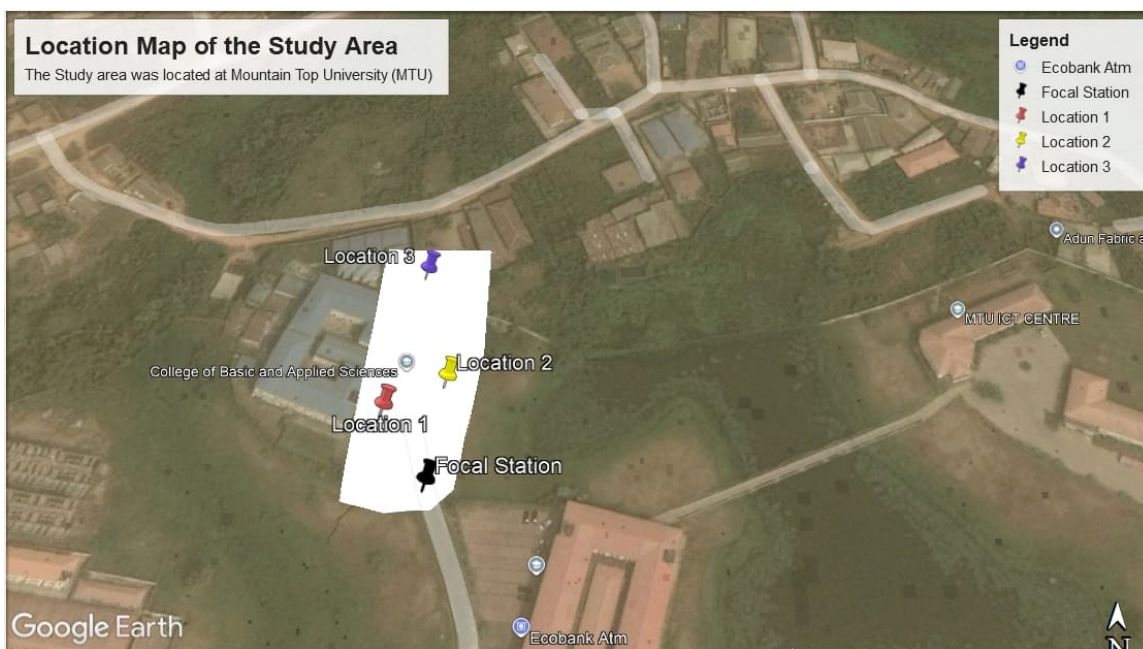 Location Map of the Study Area
The Study area was located at Mountain Top University (MTU)
Legend
Ecobank Atm
Focal Station
Location 1
Location 2
Location 3
Adun Fabric a
Location 3
MTU ICT CENTRE
Location 2
College of Basic and Applied Sciences
Location 1
Focal Station
Google Earth
Ecobank Atm
N